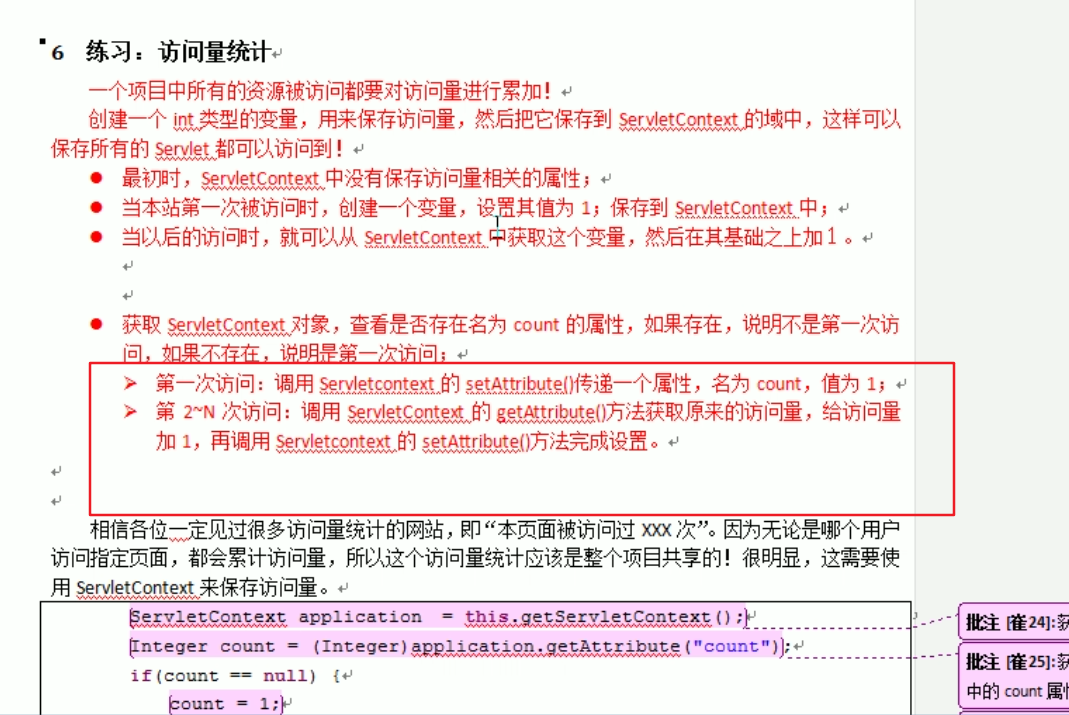 6 练习：访问量统计
一个项目中所有的资源被访问都要对访问量进行累加！
创建一个 int 类型的变量，用来保存访问量，然后把它保存到 ServletContext 的域中，这样可以
保存所有的 Servlet 都可以访问到！
● 最初时，ServletContext 中没有保存访问量相关的属性；
● 当本站第一次被访问时，创建一个变量，设置其值为 1；保存到 ServletContext 中；
● 当以后的访问时，就可以从 ServletContext 中获取这个变量，然后在其基础之上加 1 。
● 获取 ServletContext 对象，查看是否存在名为 count 的属性，如果存在，说明不是第一次访
问，如果不存在，说明是第一次访问；
➢ 第一次访问：调用 Servletcontext 的 setAttribute()传递一个属性，名为 count，值为 1；
➢ 第 2~N 次访问：调用 ServletContext 的 getAttribute()方法获取原来的访问量，给访问量
加 1，再调用 Servletcontext 的 setAttribute()方法完成设置。
相信各位一定见过很多访问量统计的网站，即“本页面被访问过 XXX 次”。因为无论是哪个用户
访问指定页面，都会累计访问量，所以这个访问量统计应该是整个项目共享的！很明显，这需要使
用 ServletContext 来保存访问量。
ServletContext application  = this.getServletContext();
Integer count = (Integer)application.getAttribute("count");
if(count == null) {
count = 1;
批注 [崔24]:获
批注 [崔25]:获
中的 count 属性